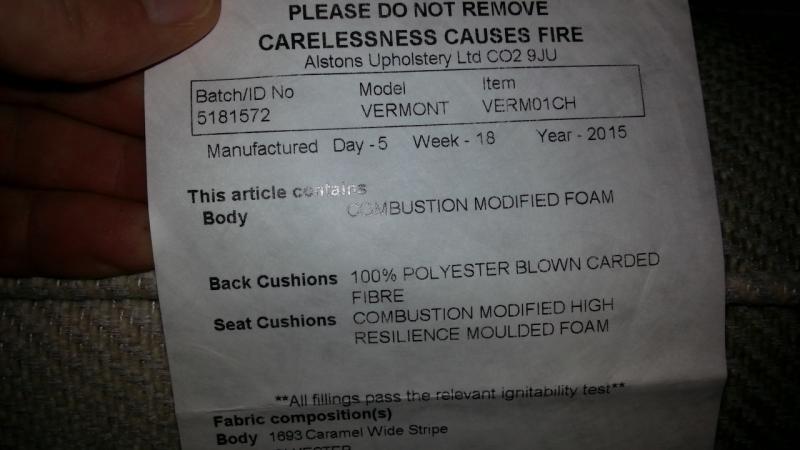 PLEASE DO NOT REMOVE
CARELESSNESS CAUSES FIRE
Alstons Upholstery Ltd CO2 9JU
Batch/ID No Model Item
5181572 VERMONT VERM01CH
Manufactured Day - 5 Week - 18 Year - 2015
This article contains
Body COMBUSTION MODIFIED FOAM
Back Cushions 100% POLYESTER BLOWN CARDED
FIBRE
Seat Cushions COMBUSTION MODIFIED HIGH
RESILIENCE MOULDED FOAM
**All fillings pass the relevant ignitability test**
Fabric composition(s)
Body 1693 Caramel Wide Stripe